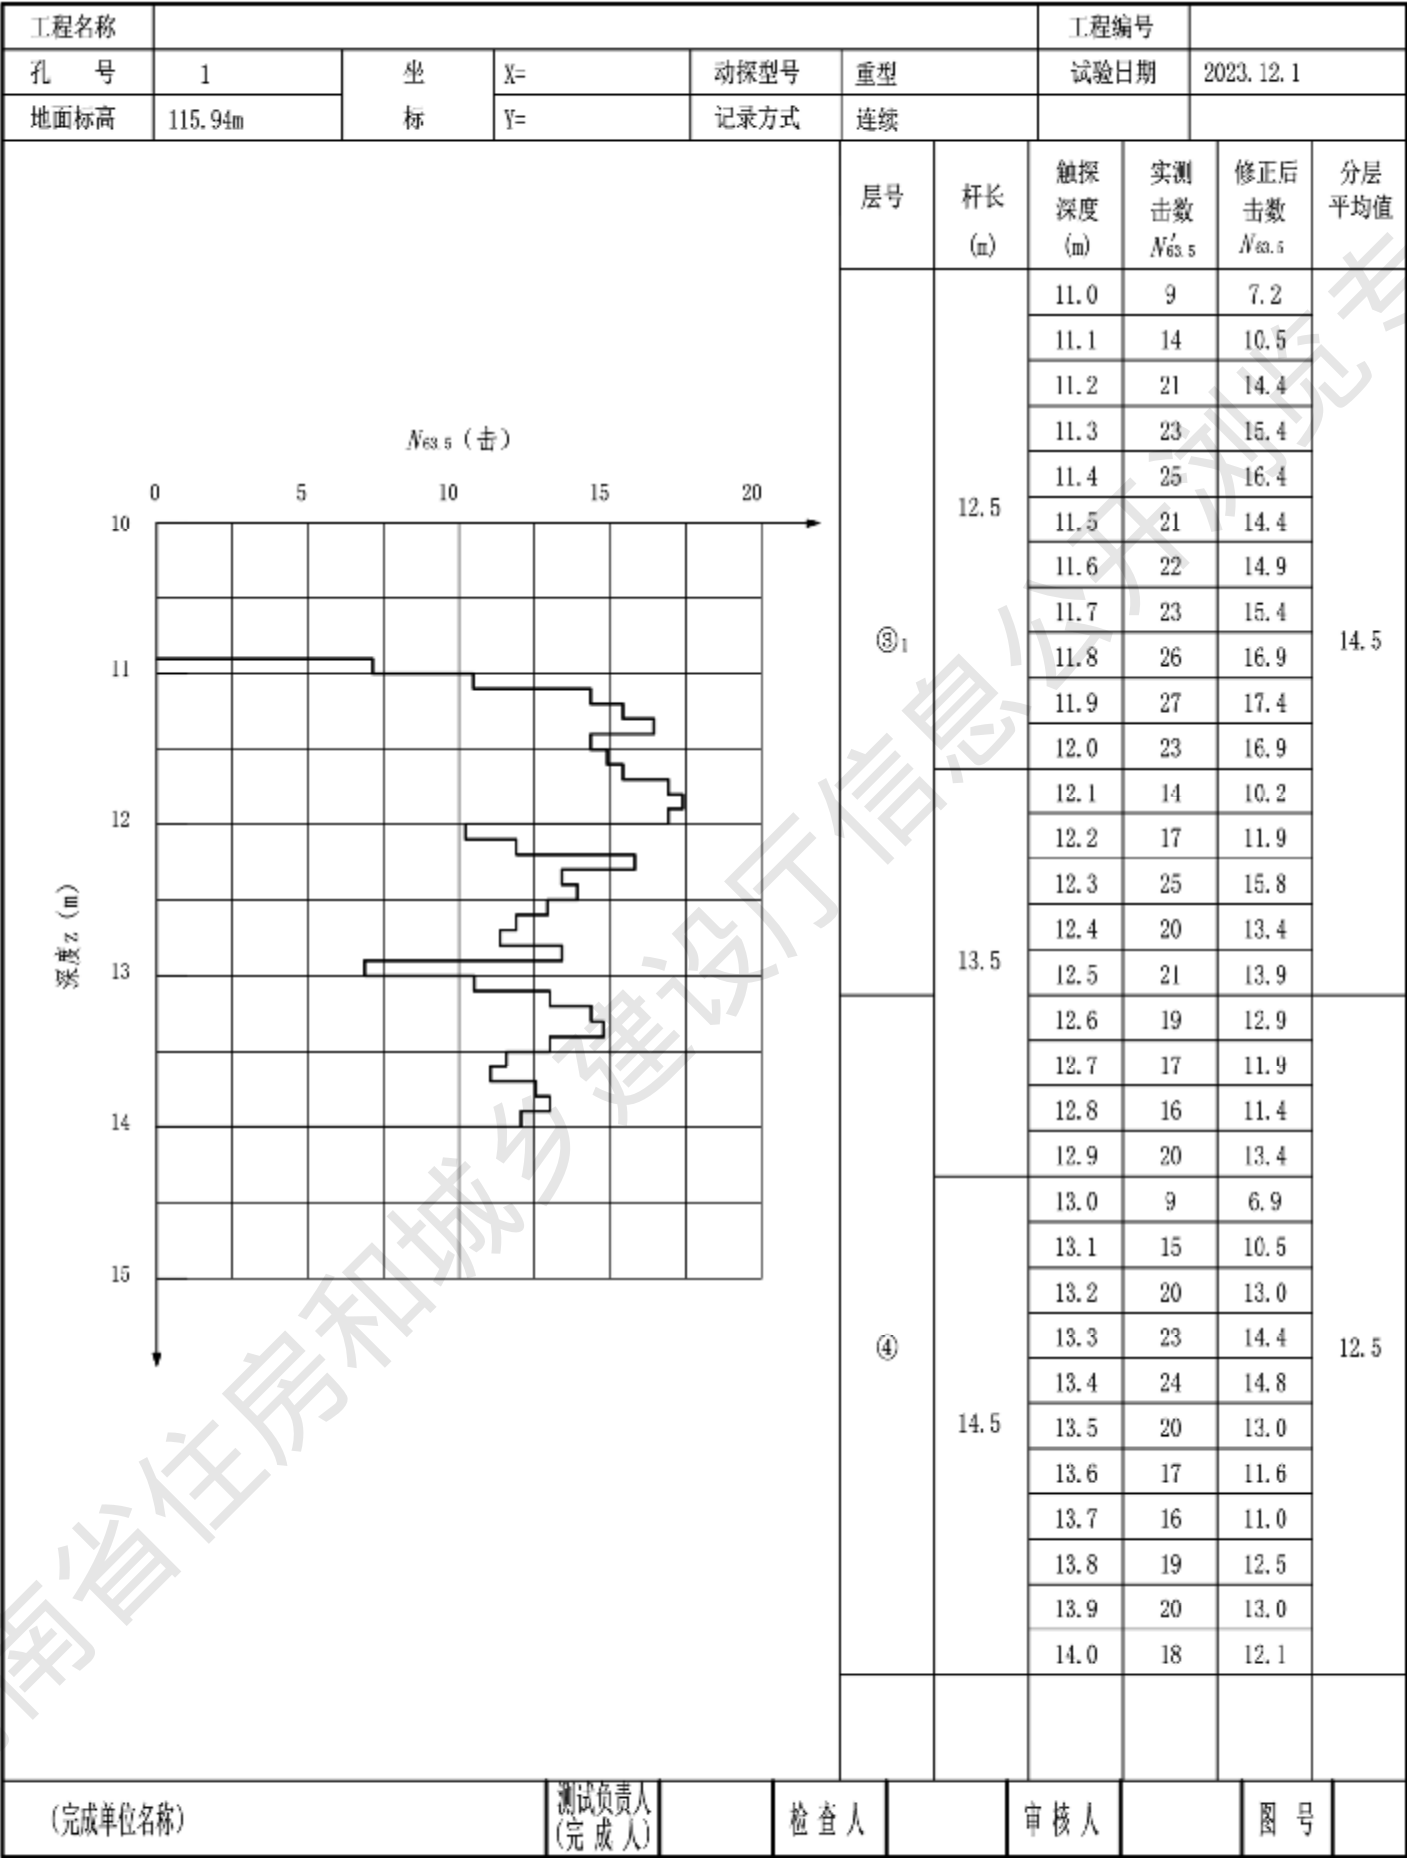 工程名称 工程编号
孔 号 1 坐 X= 动探型号 重型 试验日期 2023.12.1
地面标高 115.94m 标 Y= 记录方式 连续
层号 杆长 (m) 触探深度 (m) 实测击数 N′63.5 修正后击数 N63.5 分层平均值
N63.5 (击)
0 5 10 15 20
10
11
12
13
14
15
深度z (m)
③1 12.5 14.5
11.0 9 7.2
11.1 14 10.5
11.2 21 14.4
11.3 23 15.4
11.4 25 16.4
11.5 21 14.4
11.6 22 14.9
11.7 23 15.4
11.8 26 16.9
11.9 27 17.4
12.0 23 16.9
13.5
12.1 14 10.2
12.2 17 11.9
12.3 25 15.8
12.4 20 13.4
12.5 21 13.9
④ 12.5
12.6 19 12.9
12.7 17 11.9
12.8 16 11.4
12.9 20 13.4
14.5
13.0 9 6.9
13.1 15 10.5
13.2 20 13.0
13.3 23 14.4
13.4 24 14.8
13.5 20 13.0
13.6 17 11.6
13.7 16 11.0
13.8 19 12.5
13.9 20 13.0
14.0 18 12.1
(完成单位名称) 测试负责人(完成人) 检查人 审核人 图号
南省住房和城乡建设厅信息公开浏览专